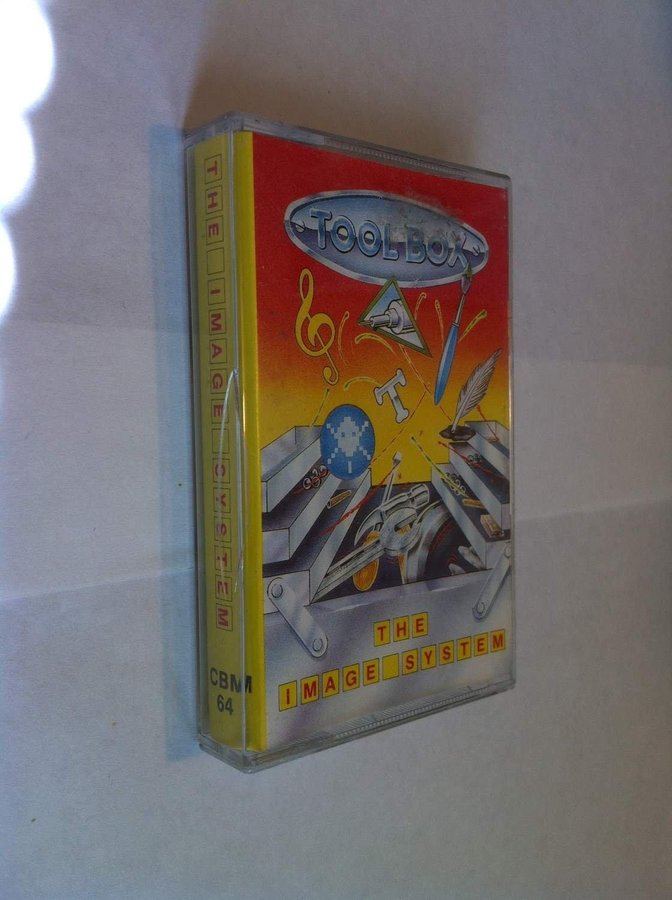 THE IMAGE SYSTEM
CBM
64
TOOL BOX
T
THE
IMAGE SYSTEM